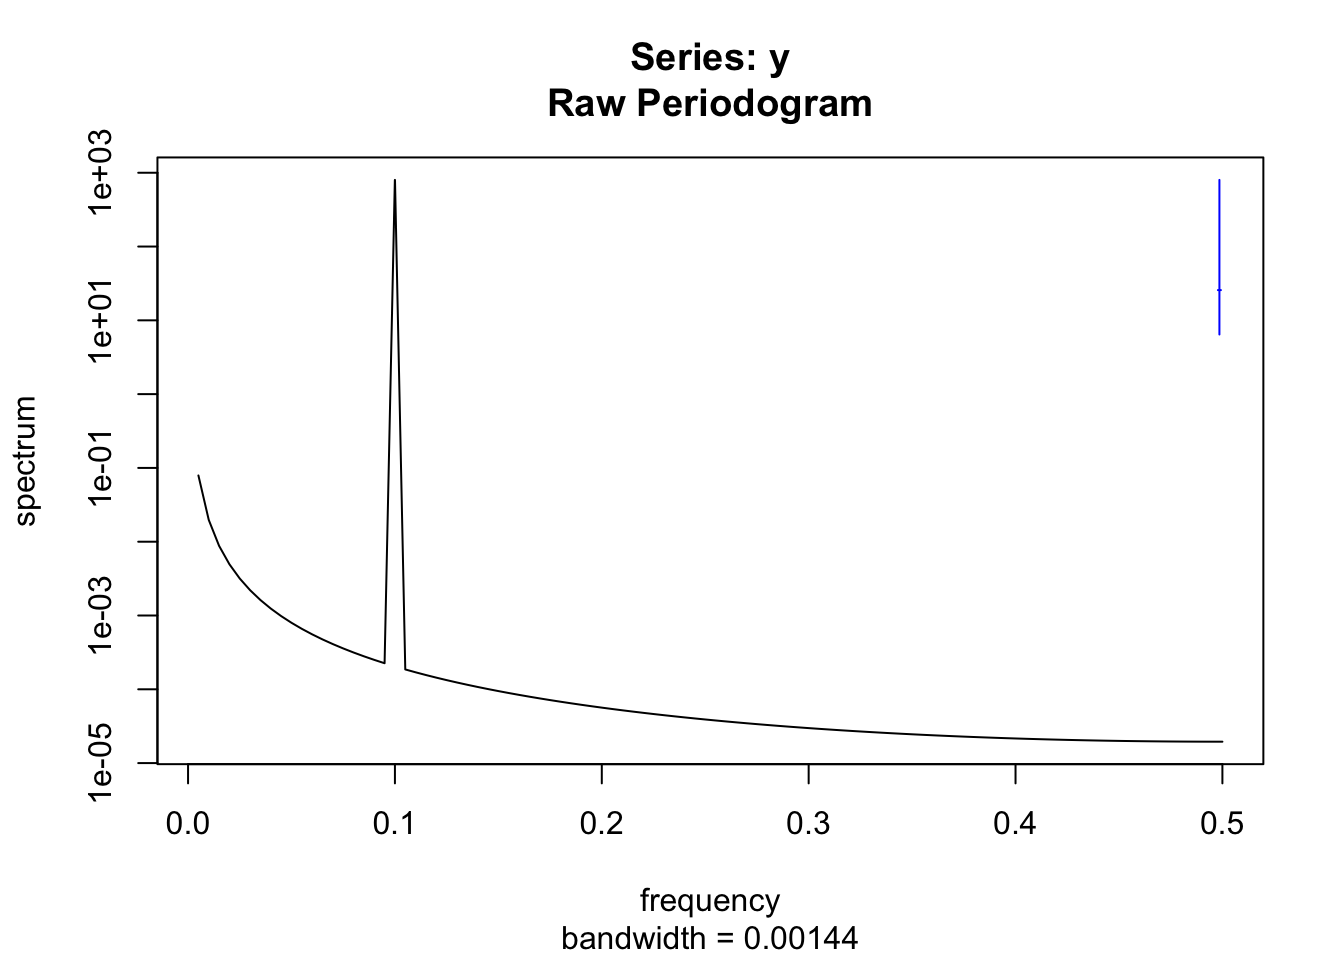 Series: y
Raw Periodogram
spectrum
1e+03
1e+01
1e-01
1e-03
1e-05
0.0 0.1 0.2 0.3 0.4 0.5
frequency
bandwidth = 0.00144